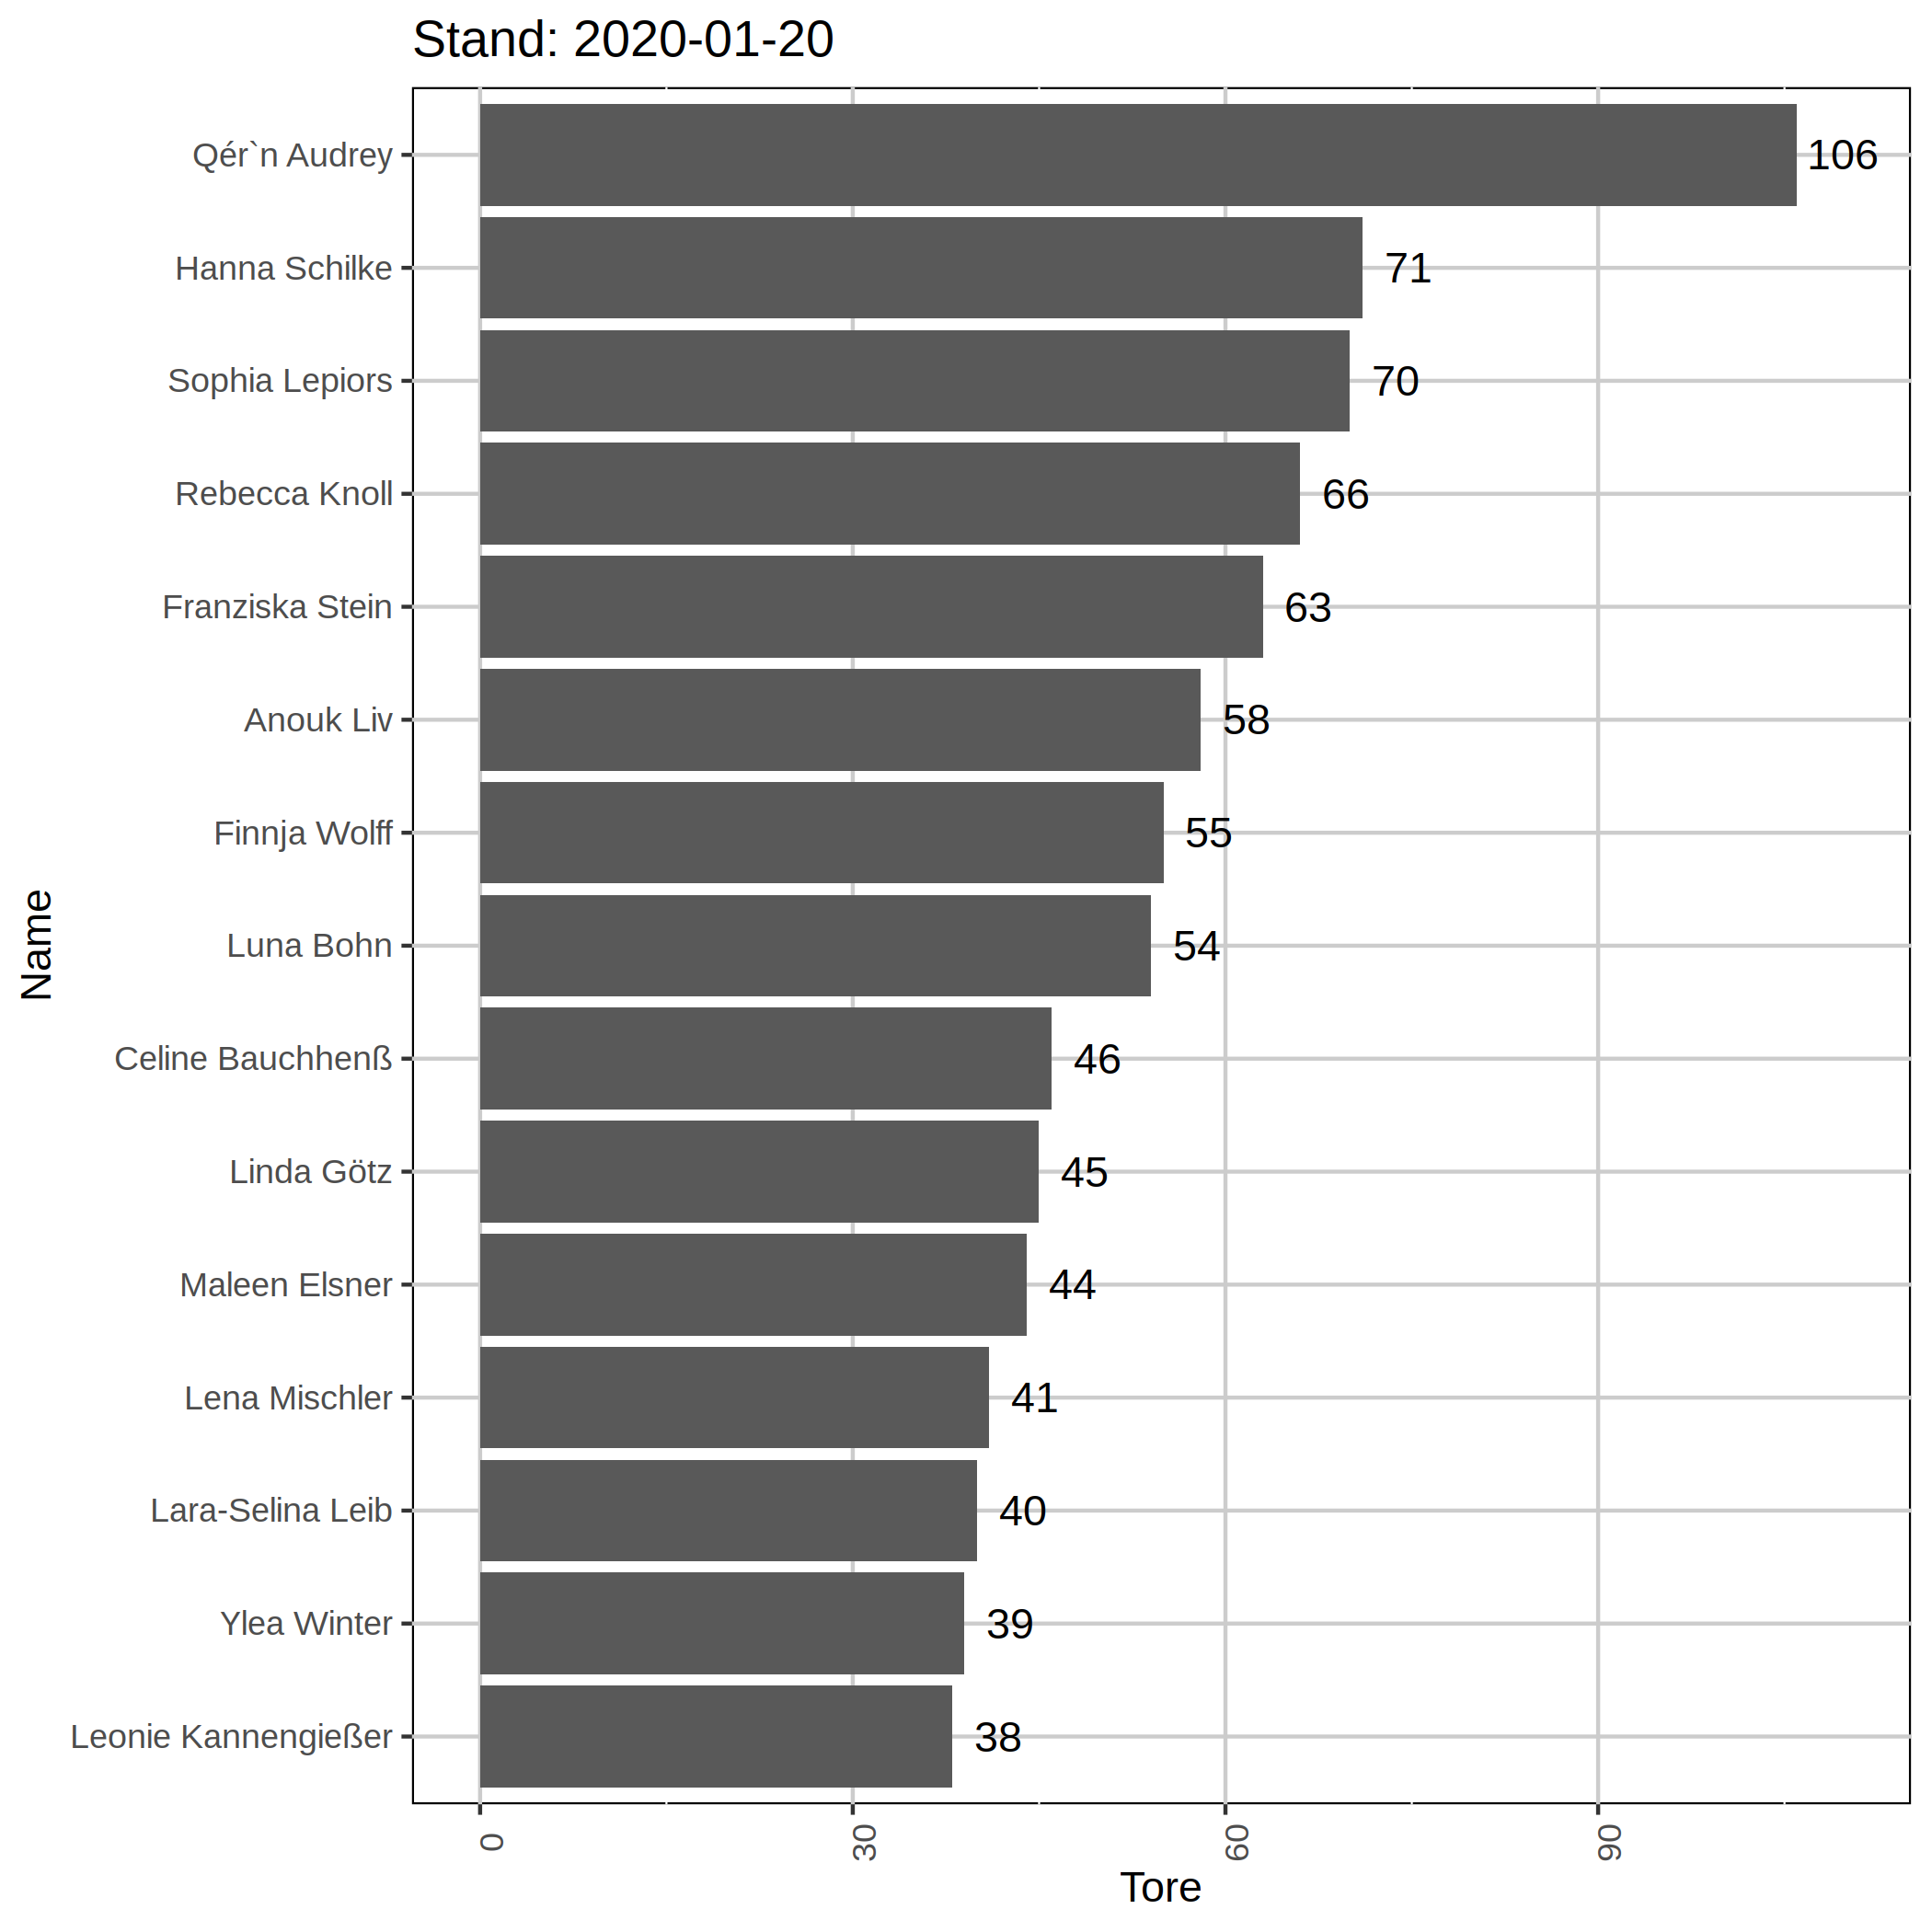 Stand: 2020-01-20
Qér`n Audrey 106
Hanna Schilke 71
Sophia Lepiors 70
Rebecca Knoll 66
Franziska Stein 63
Anouk Liv 58
Finnja Wolff 55
Luna Bohn 54
Celine Bauchhenß 46
Linda Götz 45
Maleen Elsner 44
Lena Mischler 41
Lara-Selina Leib 40
Ylea Winter 39
Leonie Kannengießer 38
Name
0 30 60 90
Tore